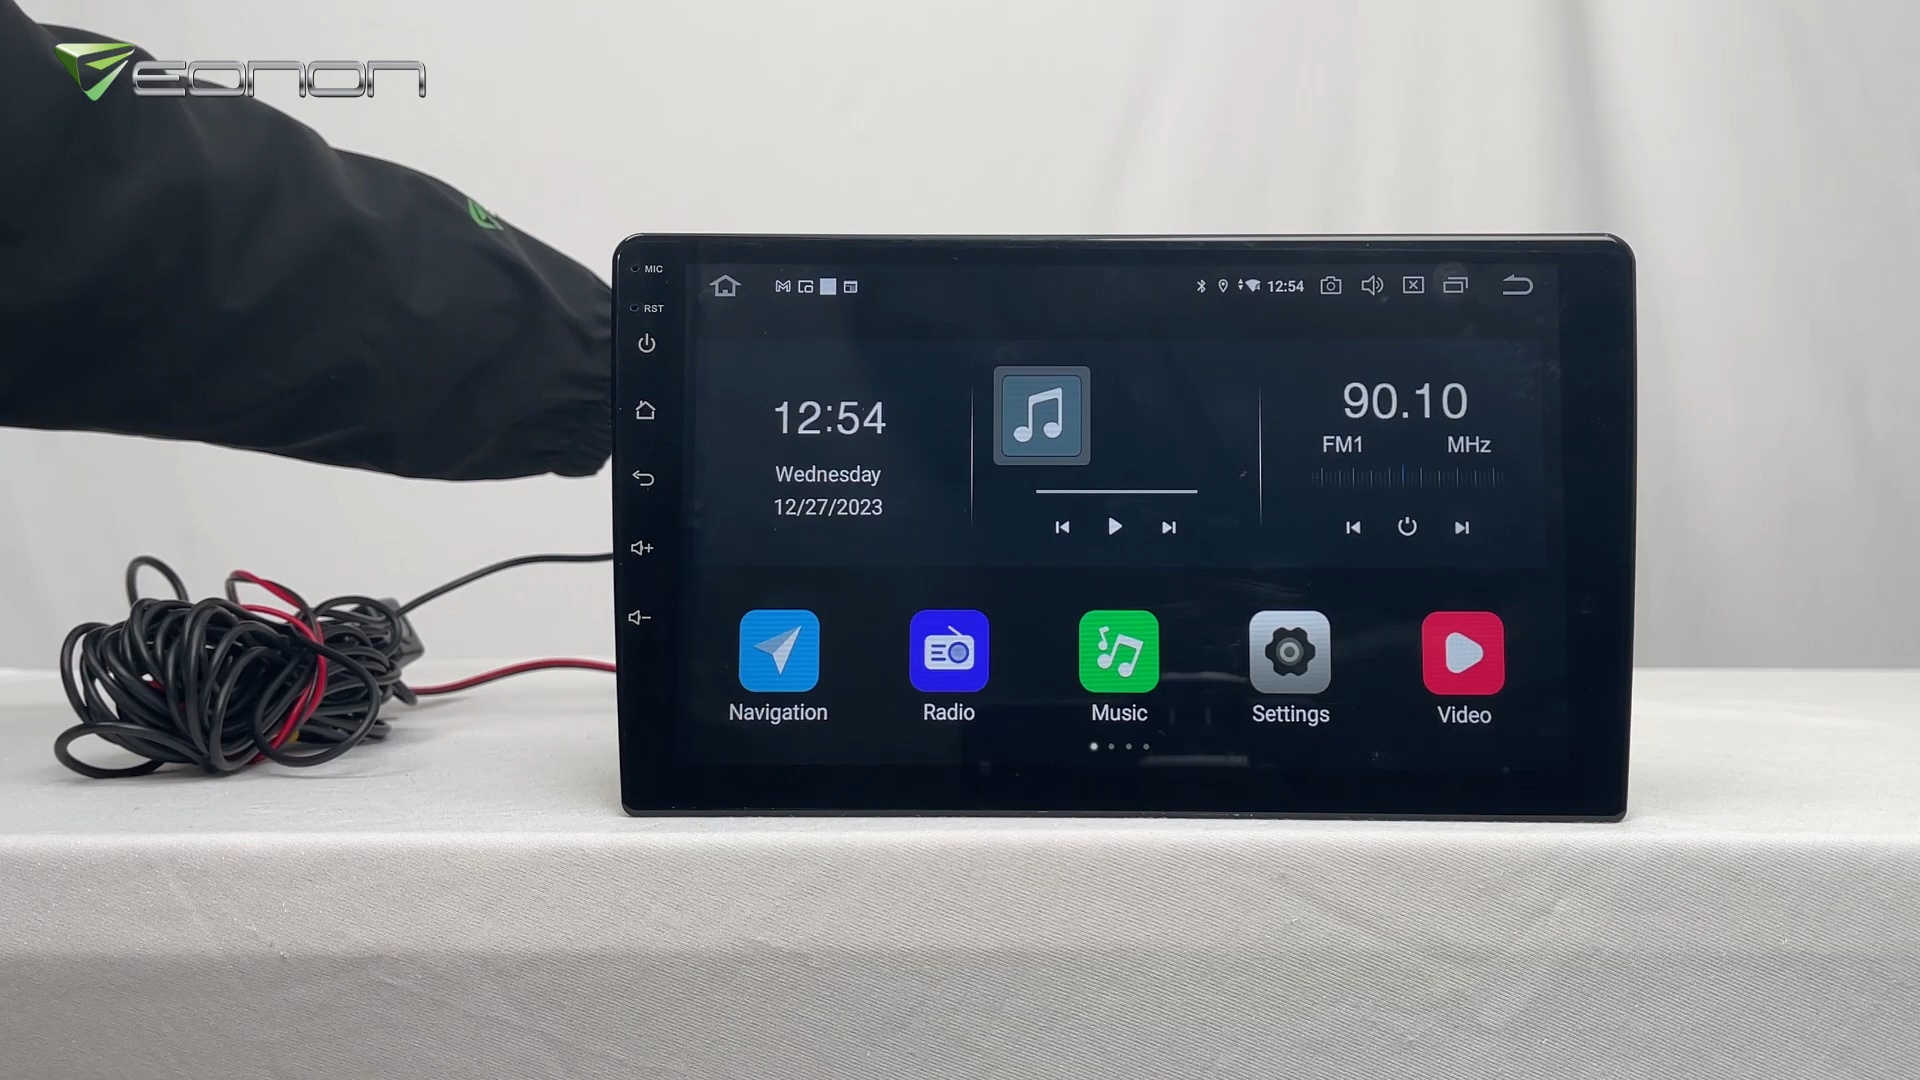 EONON
MIC
RST
12:54
12:54
Wednesday
12/27/2023
90.10
FM1 MHz
Navigation
Radio
Music
Settings
Video